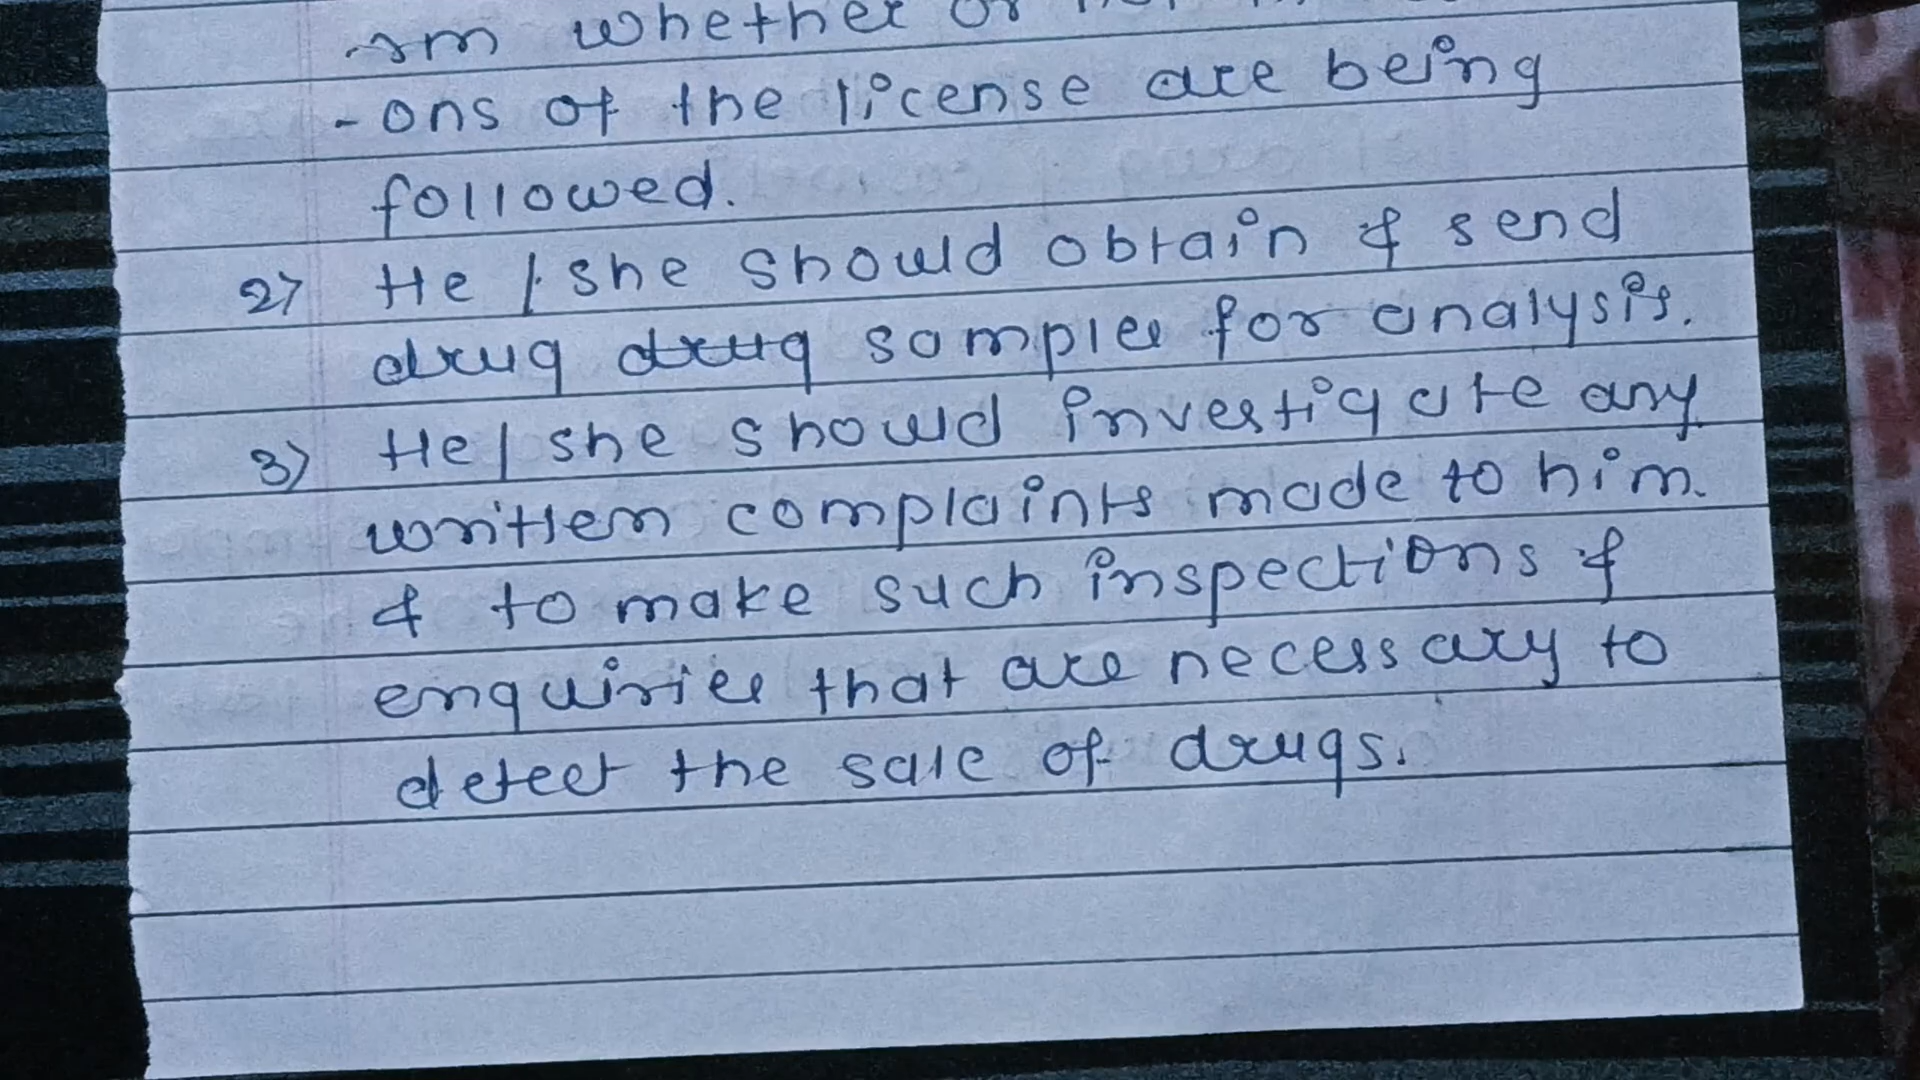 -rm whether or
-ons of the license are being
followed.
2) He / she should obtain & send
drug drug samples for analysis.
3) He / she should investigate any
written complaints made to him.
& to make such inspections &
enquiries that are necessary to
detect the sale of drugs.